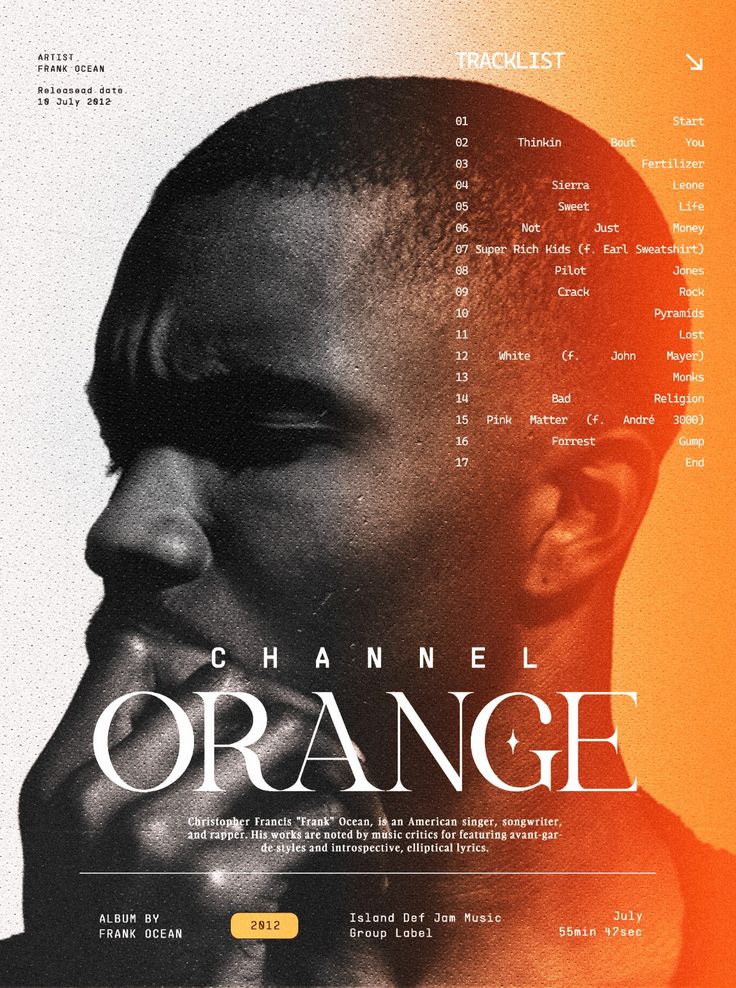 ARTIST
FRANK OCEAN
Releasead date
10 July 2012
TRACKLIST
01 Start
02 Thinkin Bout You
03 Fertilizer
04 Sierra Leone
05 Sweet Life
06 Not Just Money
07 Super Rich Kids (f. Earl Sweatshirt)
08 Pilot Jones
09 Crack Rock
10 Pyramids
11 Lost
12 White (f. John Mayer)
13 Monks
14 Bad Religion
15 Pink Matter (f. André 3000)
16 Forrest Gump
17 End
CHANNEL
ORANGE
Christopher Francis "Frank" Ocean, is an American singer, songwriter,
and rapper. His works are noted by music critics for featuring avant-gar-
de styles and introspective, elliptical lyrics.
ALBUM BY
FRANK OCEAN
2012
Island Def Jam Music
Group Label
July
55min 47sec